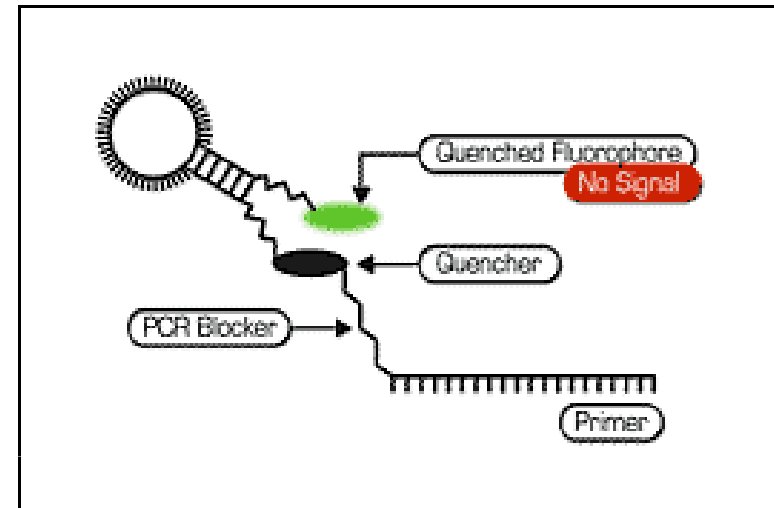 Quenched Fluorophore
No Signal
Quencher
PCR Blocker
Primer